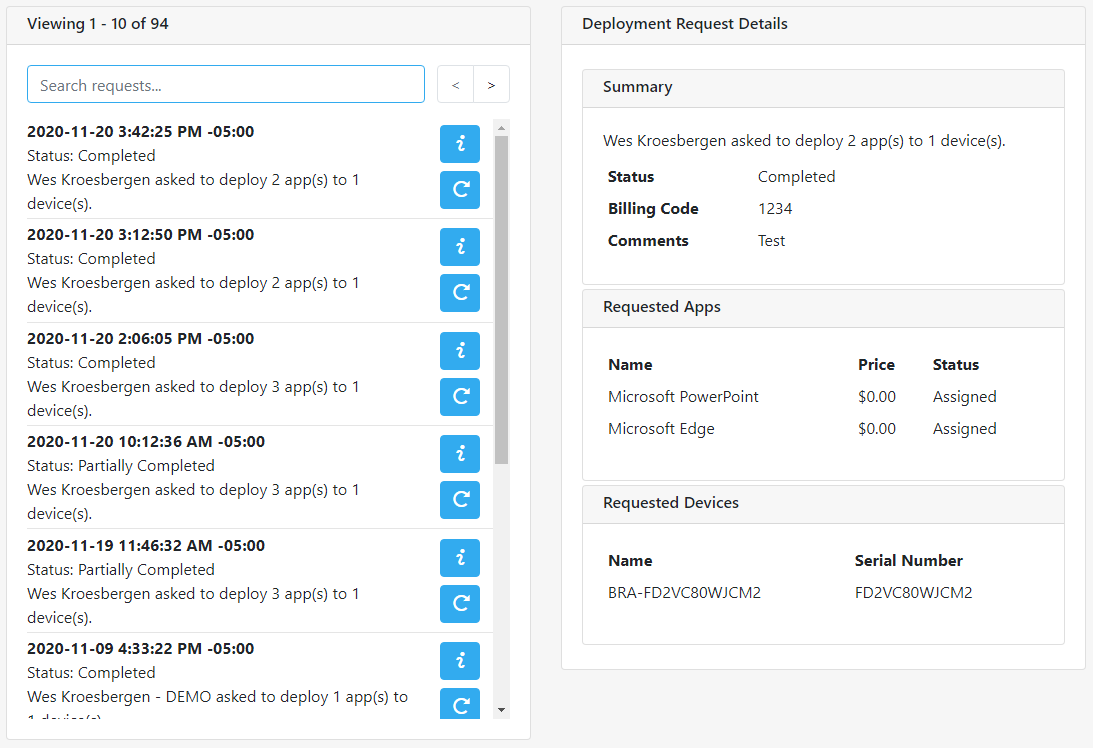 Viewing 1 - 10 of 94
Search requests...
<
>
2020-11-20 3:42:25 PM -05:00
Status: Completed
Wes Kroesbergen asked to deploy 2 app(s) to 1
device(s).
2020-11-20 3:12:50 PM -05:00
Status: Completed
Wes Kroesbergen asked to deploy 2 app(s) to 1
device(s).
2020-11-20 2:06:05 PM -05:00
Status: Completed
Wes Kroesbergen asked to deploy 3 app(s) to 1
device(s).
2020-11-20 10:12:36 AM -05:00
Status: Partially Completed
Wes Kroesbergen asked to deploy 3 app(s) to 1
device(s).
2020-11-19 11:46:32 AM -05:00
Status: Partially Completed
Wes Kroesbergen asked to deploy 3 app(s) to 1
device(s).
2020-11-09 4:33:22 PM -05:00
Status: Completed
Wes Kroesbergen - DEMO asked to deploy 1 app(s) to
1 device(s)
Deployment Request Details
Summary
Wes Kroesbergen asked to deploy 2 app(s) to 1 device(s).
Status Completed
Billing Code 1234
Comments Test
Requested Apps
Name Price Status
Microsoft PowerPoint $0.00 Assigned
Microsoft Edge $0.00 Assigned
Requested Devices
Name Serial Number
BRA-FD2VC80WJCM2 FD2VC80WJCM2